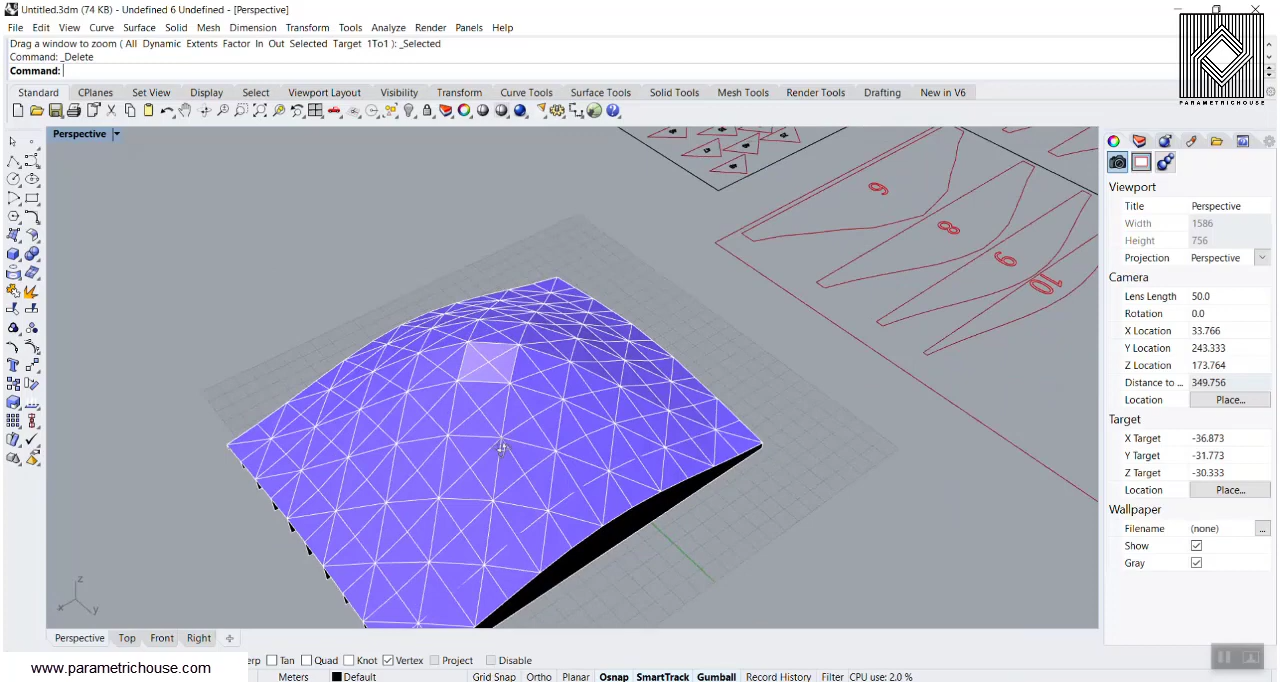 Untitled.3dm (74 KB) - Undefined 6 Undefined - [Perspective]
File Edit View Curve Surface Solid Mesh Dimension Transform Tools Analyze Render Panels Help
Drag a window to zoom ( All Dynamic Extents Factor In Out Selected Target 1To1 ): _Selected
Command: _Delete
Command:
PARAMETRICHOUSE
Standard CPlanes Set View Display Select Viewport Layout Visibility Transform Curve Tools Surface Tools Solid Tools Mesh Tools Render Tools Drafting New in V6
Perspective
9
8
6
10
Viewport
Title Perspective
Width 1586
Height 756
Projection Perspective
Camera
Lens Length 50.0
Rotation 0.0
X Location 33.766
Y Location 243.333
Z Location 173.764
Distance to ... 349.756
Location Place...
Target
X Target -36.873
Y Target -31.773
Z Target -30.333
Location Place...
Wallpaper
Filename (none) ...
Show
Gray
z
x y
Perspective Top Front Right
erp Tan Quad Knot Vertex Project Disable
www.parametrichouse.com
Meters Default Grid Snap Ortho Planar Osnap SmartTrack Gumball Record History Filter CPU use: 2.0 %